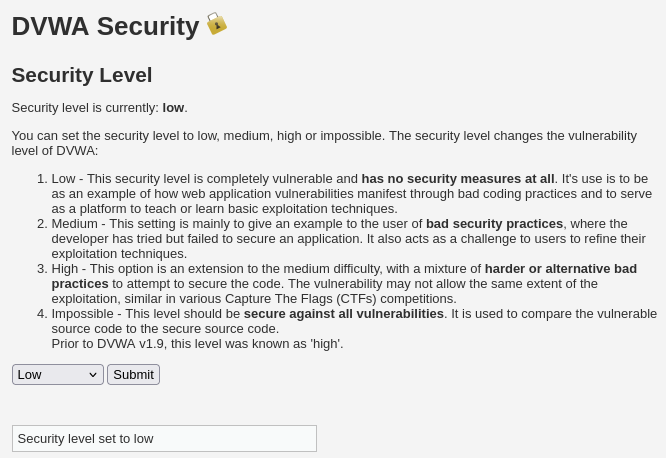 DVWA Security
Security Level
Security level is currently: low.
You can set the security level to low, medium, high or impossible. The security level changes the vulnerability
level of DVWA:
1. Low - This security level is completely vulnerable and has no security measures at all. It's use is to be
as an example of how web application vulnerabilities manifest through bad coding practices and to serve
as a platform to teach or learn basic exploitation techniques.
2. Medium - This setting is mainly to give an example to the user of bad security practices, where the
developer has tried but failed to secure an application. It also acts as a challenge to users to refine their
exploitation techniques.
3. High - This option is an extension to the medium difficulty, with a mixture of harder or alternative bad
practices to attempt to secure the code. The vulnerability may not allow the same extent of the
exploitation, similar in various Capture The Flags (CTFs) competitions.
4. Impossible - This level should be secure against all vulnerabilities. It is used to compare the vulnerable
source code to the secure source code.
Prior to DVWA v1.9, this level was known as 'high'.
Low Submit
Security level set to low